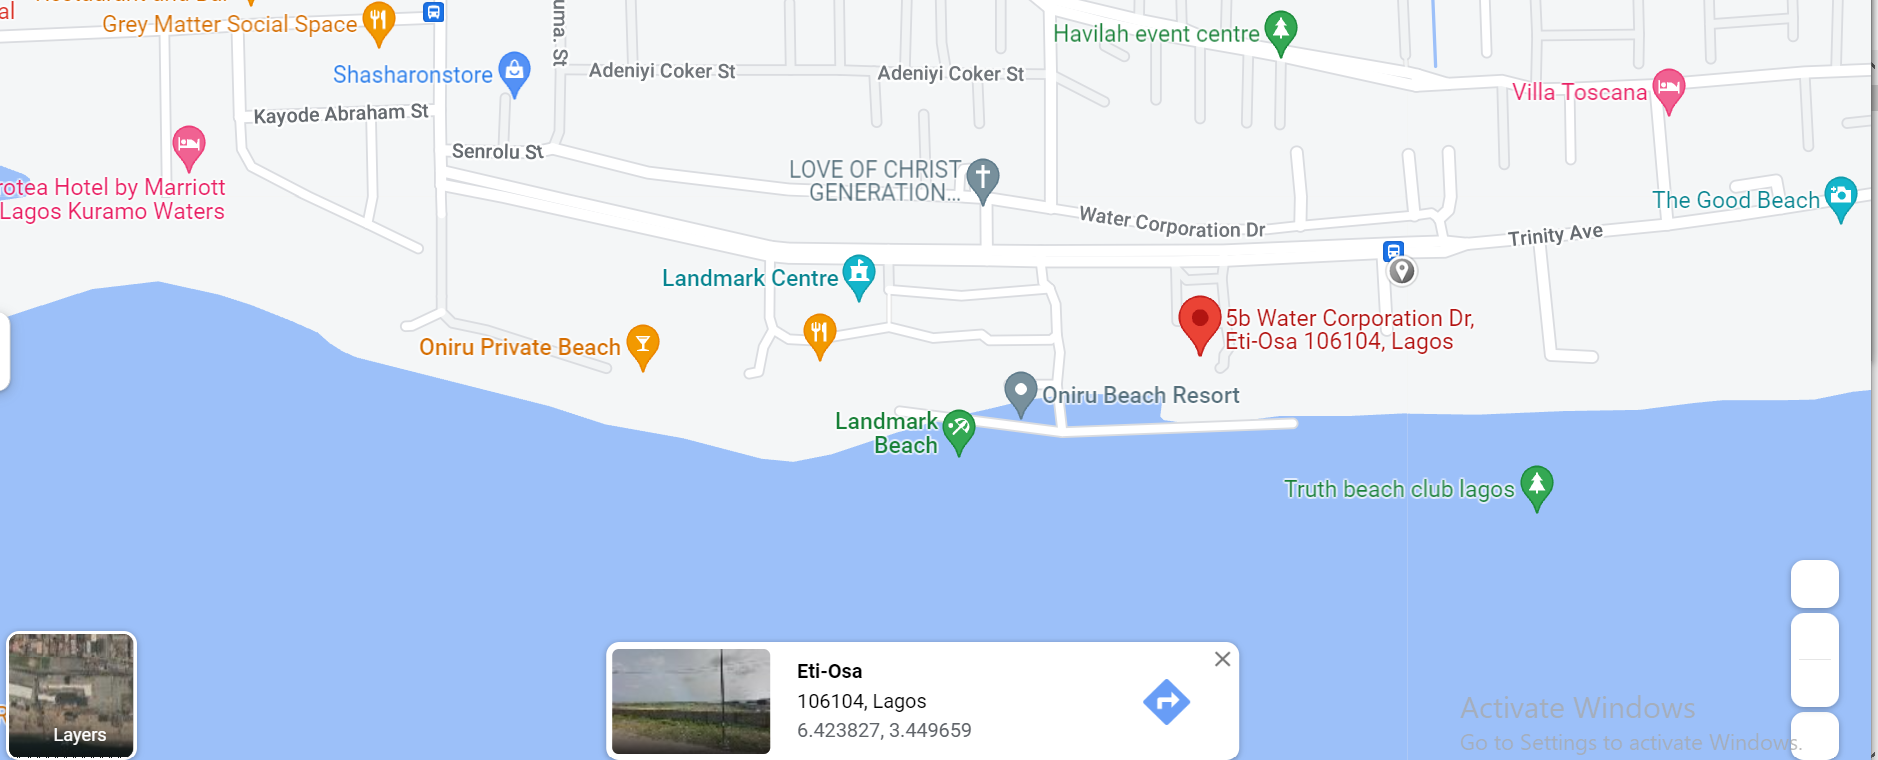 al
Grey Matter Social Space
uma. St
Shasharonstore
Adeniyi Coker St
Adeniyi Coker St
Havilah event centre
Villa Toscana
Kayode Abraham St
Senrolu St
LOVE OF CHRIST
GENERATION...
rotea Hotel by Marriott
Lagos Kuramo Waters
The Good Beach
Water Corporation Dr
Trinity Ave
Landmark Centre
5b Water Corporation Dr,
Eti-Osa 106104, Lagos
Oniru Private Beach
Oniru Beach Resort
Landmark
Beach
Truth beach club lagos
Layers
Eti-Osa
106104, Lagos
6.423827, 3.449659
Activate Windows
Go to Settings to activate Windows.